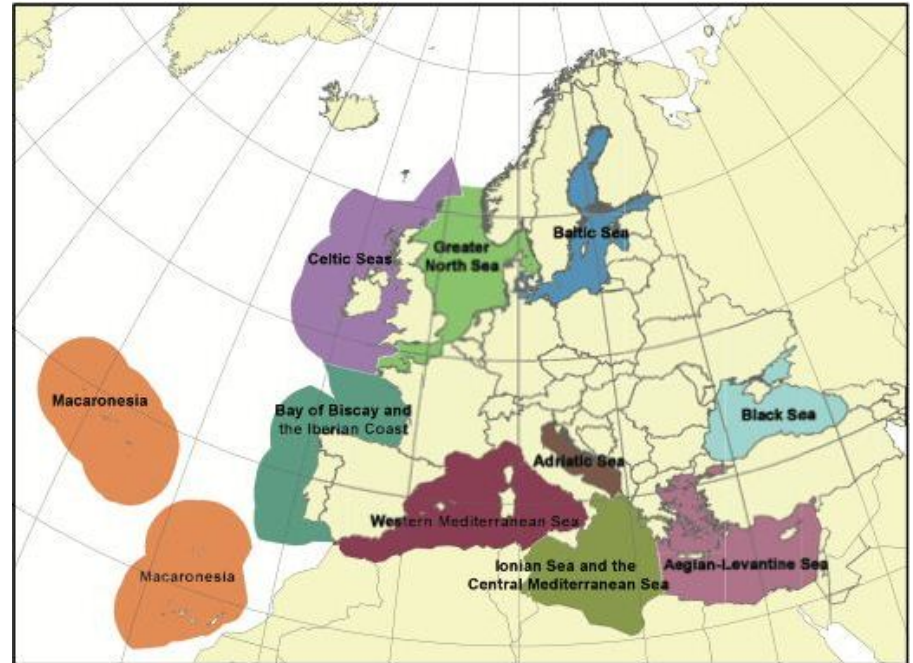 Baltic Sea
Greater
North Sea
Celtic Seas
Macaronesia
Bay of Biscay and
the Iberian Coast
Black Sea
Adriatic Sea
Western Mediterranean Sea
Ionian Sea and the
Central Mediterranean Sea
Aegian-Levantine Sea
Macaronesia